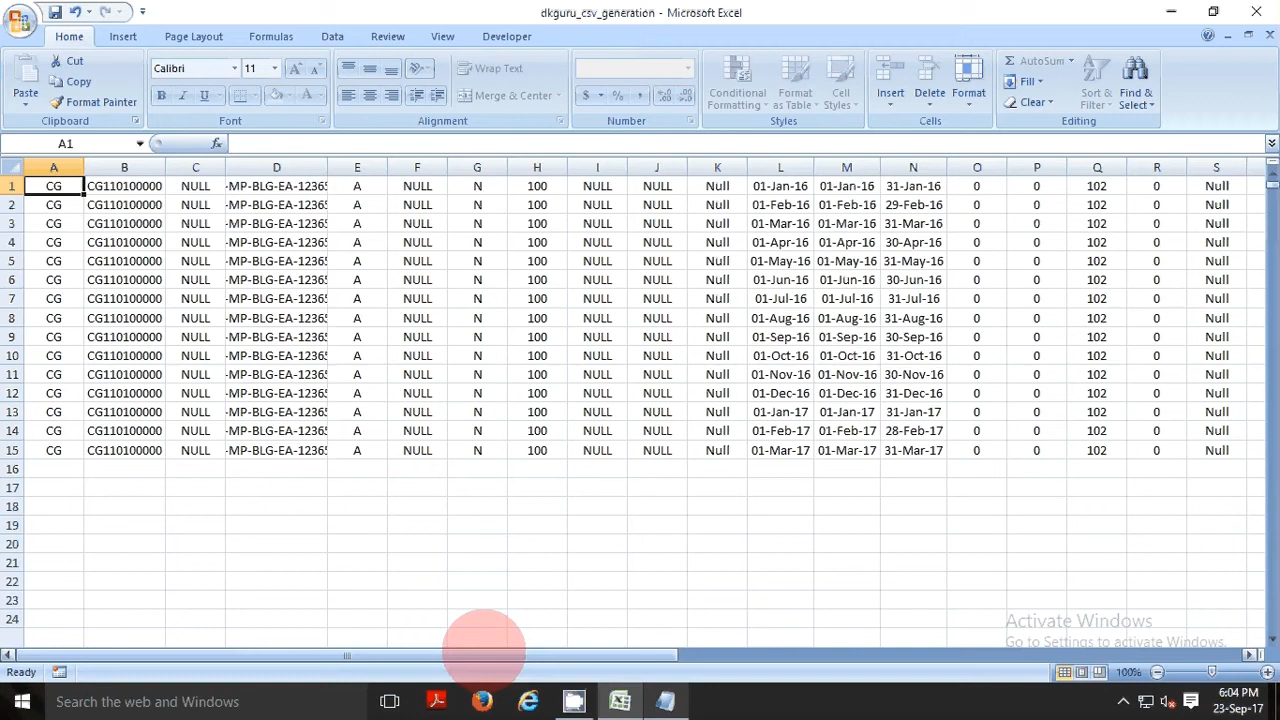 dkguru_csv_generation - Microsoft Excel
Home Insert Page Layout Formulas Data Review View Developer
Cut
Copy
Format Painter
Paste
Clipboard
Calibri 11
B I U
Font
Wrap Text
Merge & Center
Alignment
$ % ,
Number
Conditional Formatting
Format as Table
Cell Styles
Styles
Insert Delete Format
Cells
Σ AutoSum
Fill
Clear
Sort & Filter
Find & Select
Editing
A1 fx
A B C D E F G H I J K L M N O P Q R S
1 CG CG110100000 NULL -MP-BLG-EA-12365 A NULL N 100 NULL NULL Null 01-Jan-16 01-Jan-16 31-Jan-16 0 0 102 0 Null
2 CG CG110100000 NULL -MP-BLG-EA-12365 A NULL N 100 NULL NULL Null 01-Feb-16 01-Feb-16 29-Feb-16 0 0 102 0 Null
3 CG CG110100000 NULL -MP-BLG-EA-12365 A NULL N 100 NULL NULL Null 01-Mar-16 01-Mar-16 31-Mar-16 0 0 102 0 Null
4 CG CG110100000 NULL -MP-BLG-EA-12365 A NULL N 100 NULL NULL Null 01-Apr-16 01-Apr-16 30-Apr-16 0 0 102 0 Null
5 CG CG110100000 NULL -MP-BLG-EA-12365 A NULL N 100 NULL NULL Null 01-May-16 01-May-16 31-May-16 0 0 102 0 Null
6 CG CG110100000 NULL -MP-BLG-EA-12365 A NULL N 100 NULL NULL Null 01-Jun-16 01-Jun-16 30-Jun-16 0 0 102 0 Null
7 CG CG110100000 NULL -MP-BLG-EA-12365 A NULL N 100 NULL NULL Null 01-Jul-16 01-Jul-16 31-Jul-16 0 0 102 0 Null
8 CG CG110100000 NULL -MP-BLG-EA-12365 A NULL N 100 NULL NULL Null 01-Aug-16 01-Aug-16 31-Aug-16 0 0 102 0 Null
9 CG CG110100000 NULL -MP-BLG-EA-12365 A NULL N 100 NULL NULL Null 01-Sep-16 01-Sep-16 30-Sep-16 0 0 102 0 Null
10 CG CG110100000 NULL -MP-BLG-EA-12365 A NULL N 100 NULL NULL Null 01-Oct-16 01-Oct-16 31-Oct-16 0 0 102 0 Null
11 CG CG110100000 NULL -MP-BLG-EA-12365 A NULL N 100 NULL NULL Null 01-Nov-16 01-Nov-16 30-Nov-16 0 0 102 0 Null
12 CG CG110100000 NULL -MP-BLG-EA-12365 A NULL N 100 NULL NULL Null 01-Dec-16 01-Dec-16 31-Dec-16 0 0 102 0 Null
13 CG CG110100000 NULL -MP-BLG-EA-12365 A NULL N 100 NULL NULL Null 01-Jan-17 01-Jan-17 31-Jan-17 0 0 102 0 Null
14 CG CG110100000 NULL -MP-BLG-EA-12365 A NULL N 100 NULL NULL Null 01-Feb-17 01-Feb-17 28-Feb-17 0 0 102 0 Null
15 CG CG110100000 NULL -MP-BLG-EA-12365 A NULL N 100 NULL NULL Null 01-Mar-17 01-Mar-17 31-Mar-17 0 0 102 0 Null
16
17
18
19
20
21
22
23
24
Activate Windows
Go to Settings to activate Windows.
Ready 100%
Search the web and Windows
6:04 PM
23-Sep-17